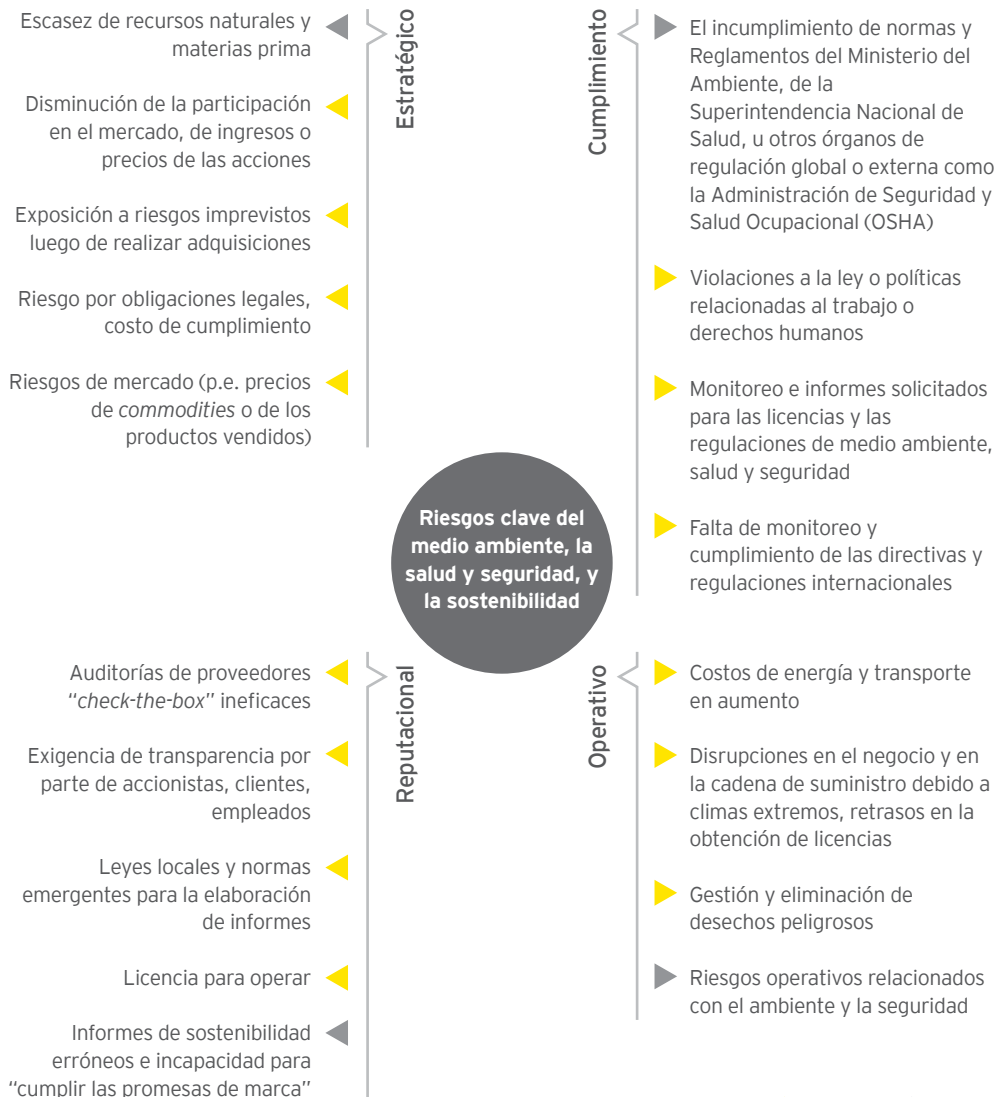 Estratégico
Escasez de recursos naturales y
materias prima
Disminución de la participación
en el mercado, de ingresos o
precios de las acciones
Exposición a riesgos imprevistos
luego de realizar adquisiciones
Riesgo por obligaciones legales,
costo de cumplimiento
Riesgos de mercado (p.e. precios
de commodities o de los
productos vendidos)
Cumplimiento
El incumplimiento de normas y
Reglamentos del Ministerio del
Ambiente, de la
Superintendencia Nacional de
Salud, u otros órganos de
regulación global o externa como
la Administración de Seguridad y
Salud Ocupacional (OSHA)
Violaciones a la ley o políticas
relacionadas al trabajo o
derechos humanos
Monitoreo e informes solicitados
para las licencias y las
regulaciones de medio ambiente,
salud y seguridad
Falta de monitoreo y
cumplimiento de las directivas y
regulaciones internacionales
Riesgos clave del
medio ambiente, la
salud y seguridad, y
la sostenibilidad
Reputacional
Auditorías de proveedores
"check-the-box" ineficaces
Exigencia de transparencia por
parte de accionistas, clientes,
empleados
Leyes locales y normas
emergentes para la elaboración
de informes
Licencia para operar
Informes de sostenibilidad
erróneos e incapacidad para
"cumplir las promesas de marca"
Operativo
Costos de energía y transporte
en aumento
Disrupciones en el negocio y en
la cadena de suministro debido a
climas extremos, retrasos en la
obtención de licencias
Gestión y eliminación de
desechos peligrosos
Riesgos operativos relacionados
con el ambiente y la seguridad